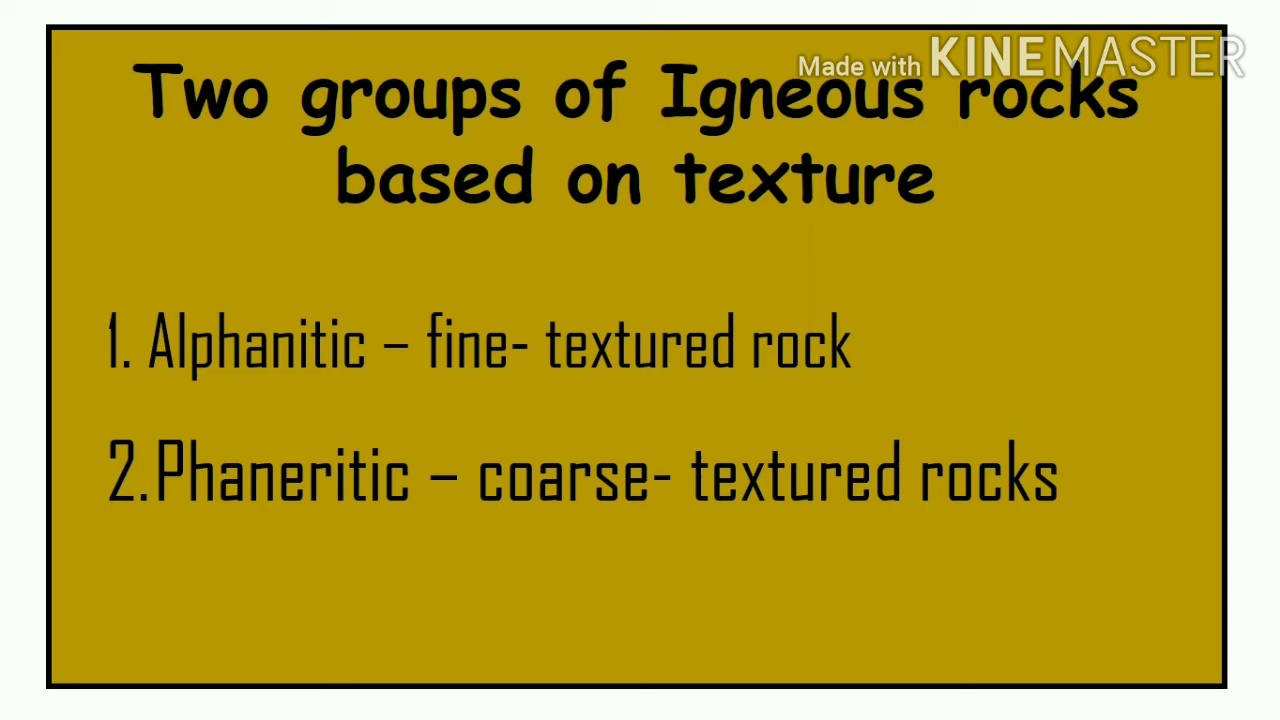 Made with KINEMASTER
Two groups of Igneous rocks
based on texture
1. Alphanitic – fine- textured rock
2.Phaneritic – coarse- textured rocks